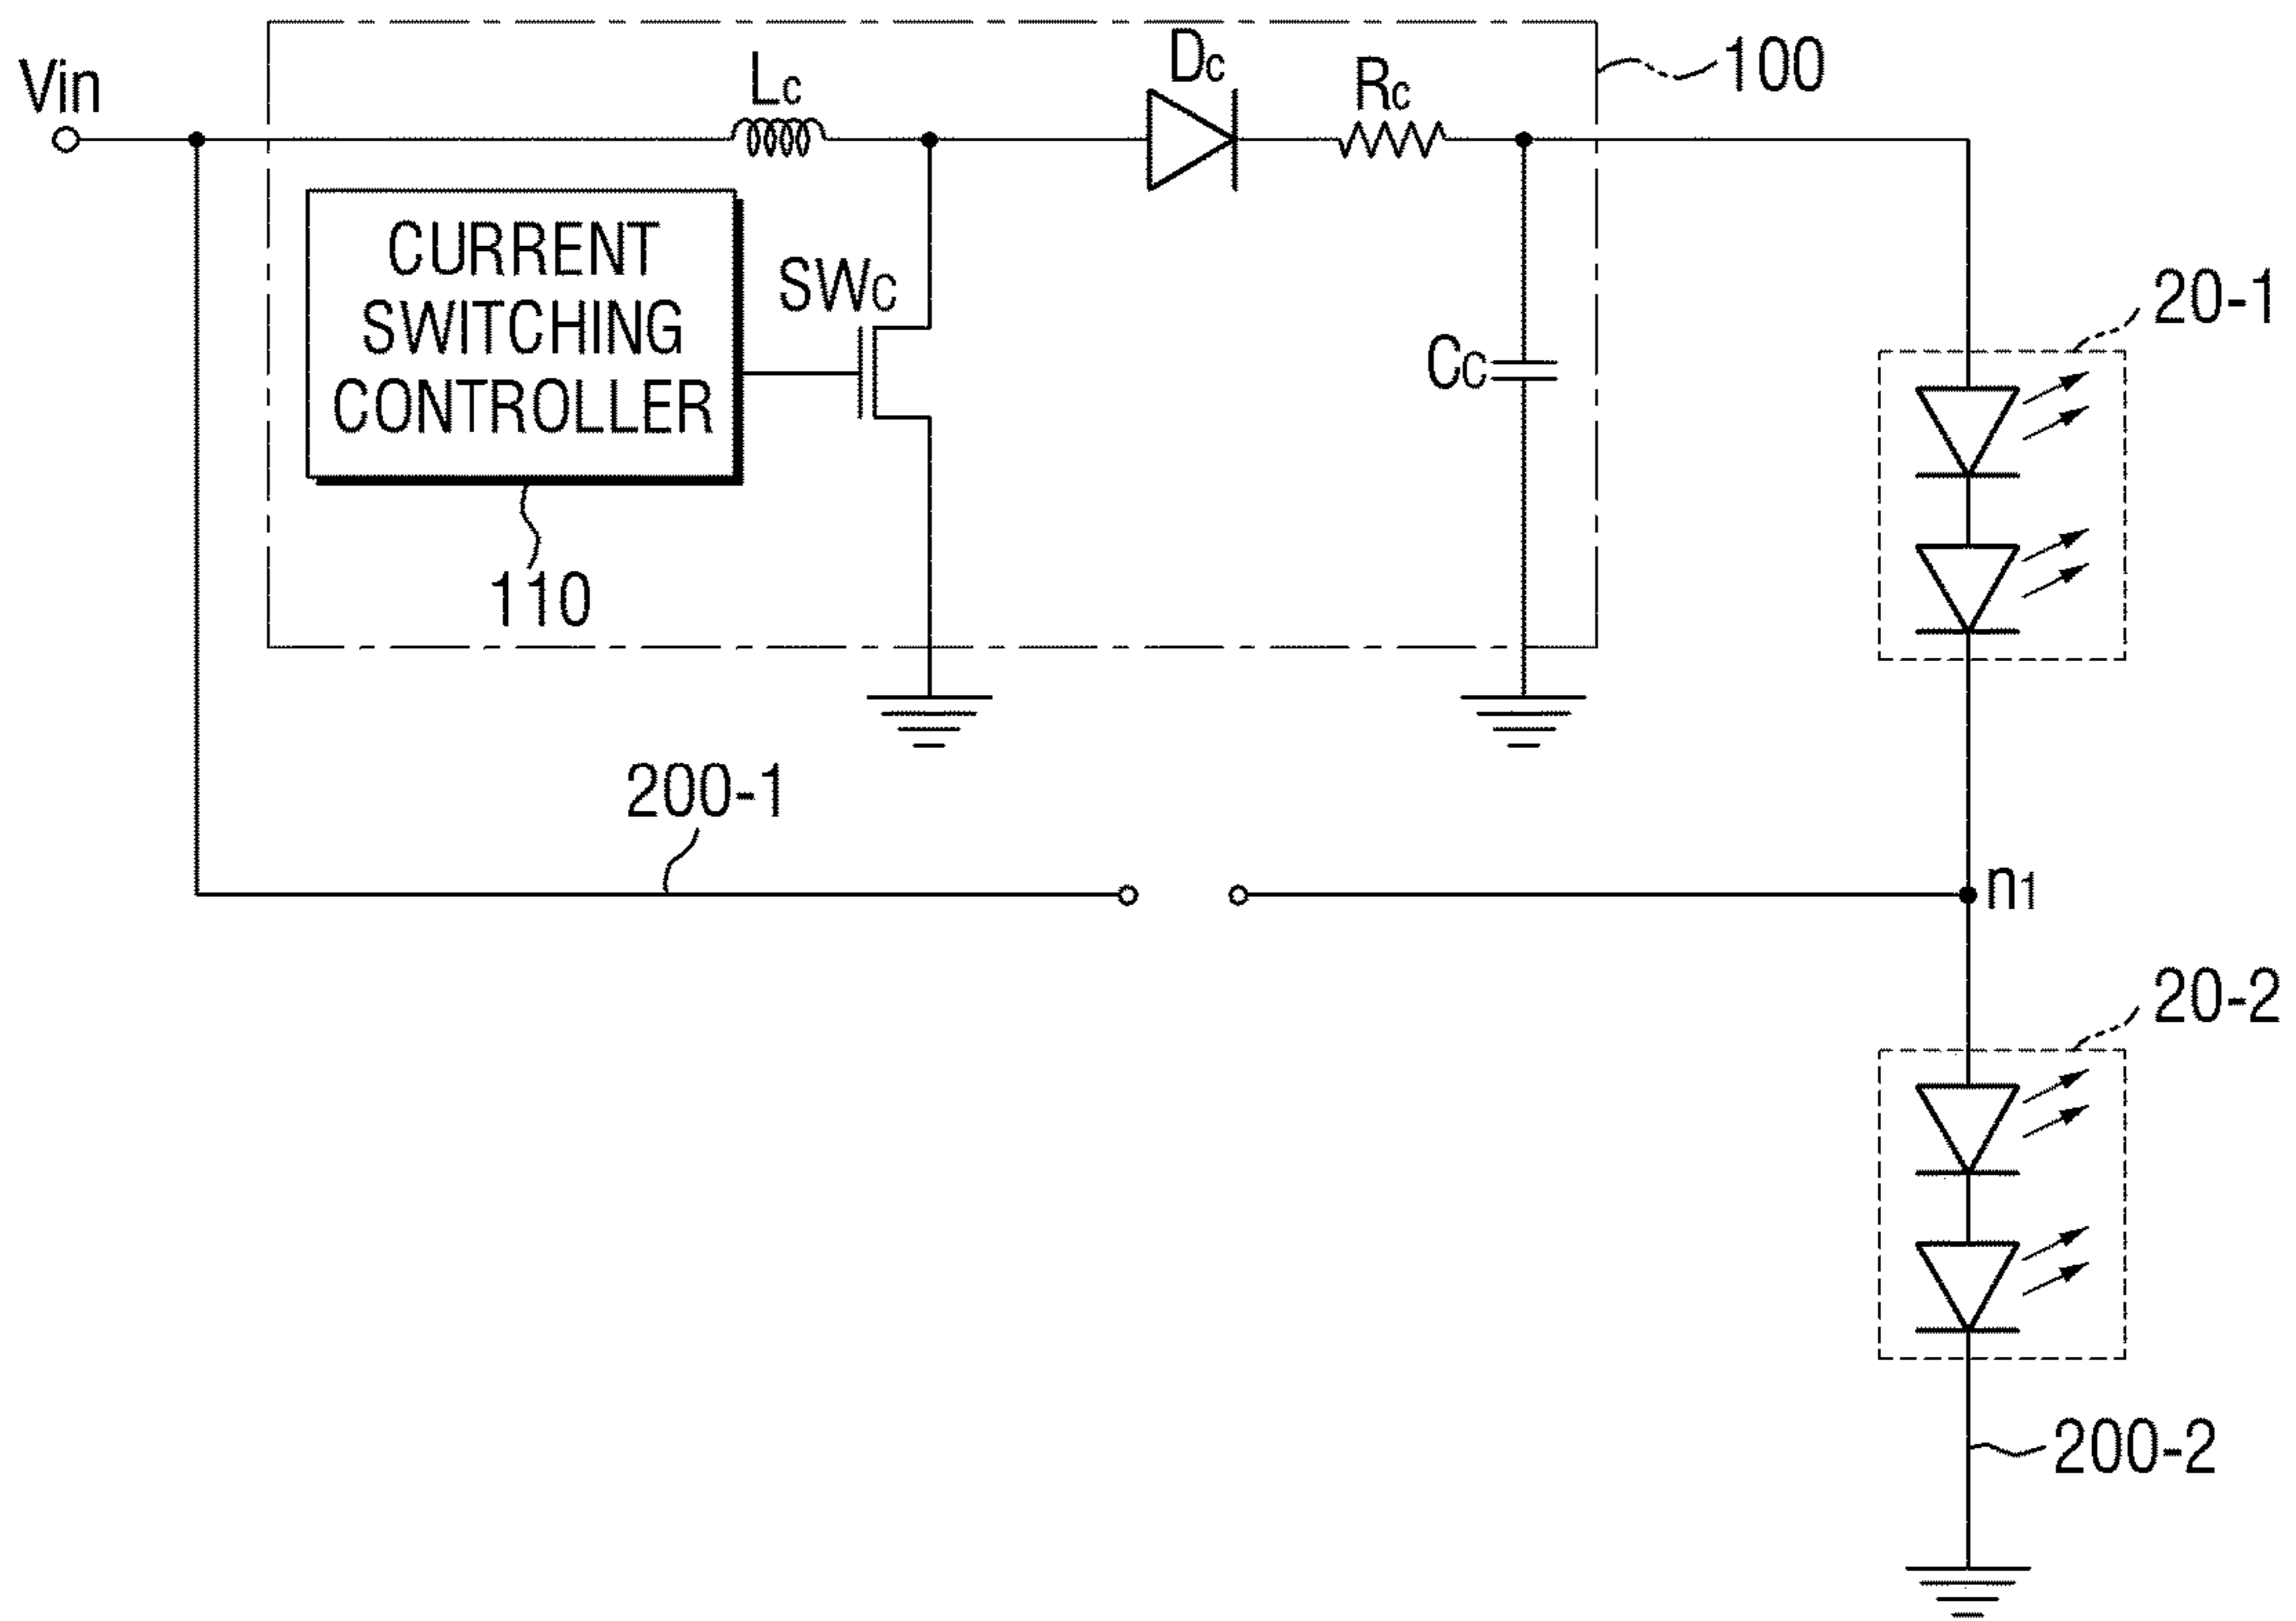 Vin
Lc
Dc
Rc
100
CURRENT
SWITCHING
CONTROLLER
SWC
CC
20-1
110
200-1
n1
20-2
200-2